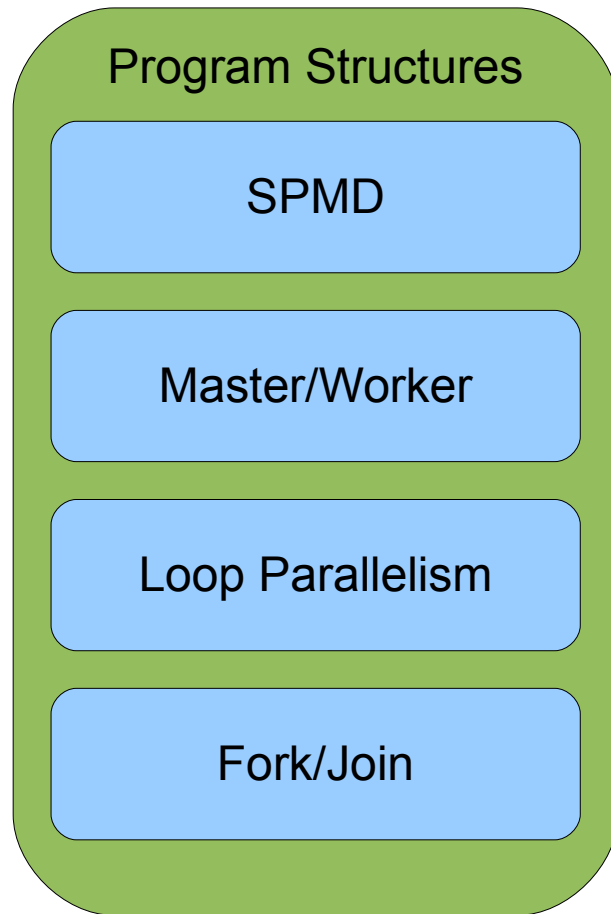 Program Structures
SPMD
Master/Worker
Loop Parallelism
Fork/Join